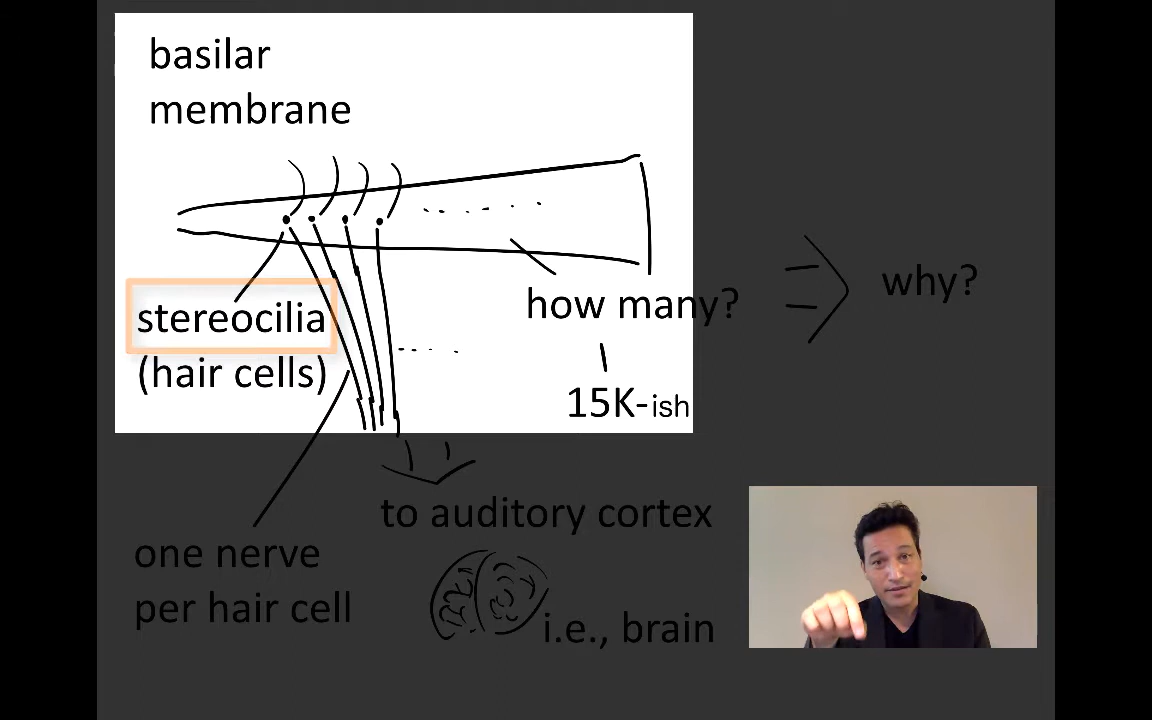 basilar
membrane
stereocilia
(hair cells)
how many?
15K-ish
why?
to auditory cortex
one nerve
per hair cell
i.e., brain